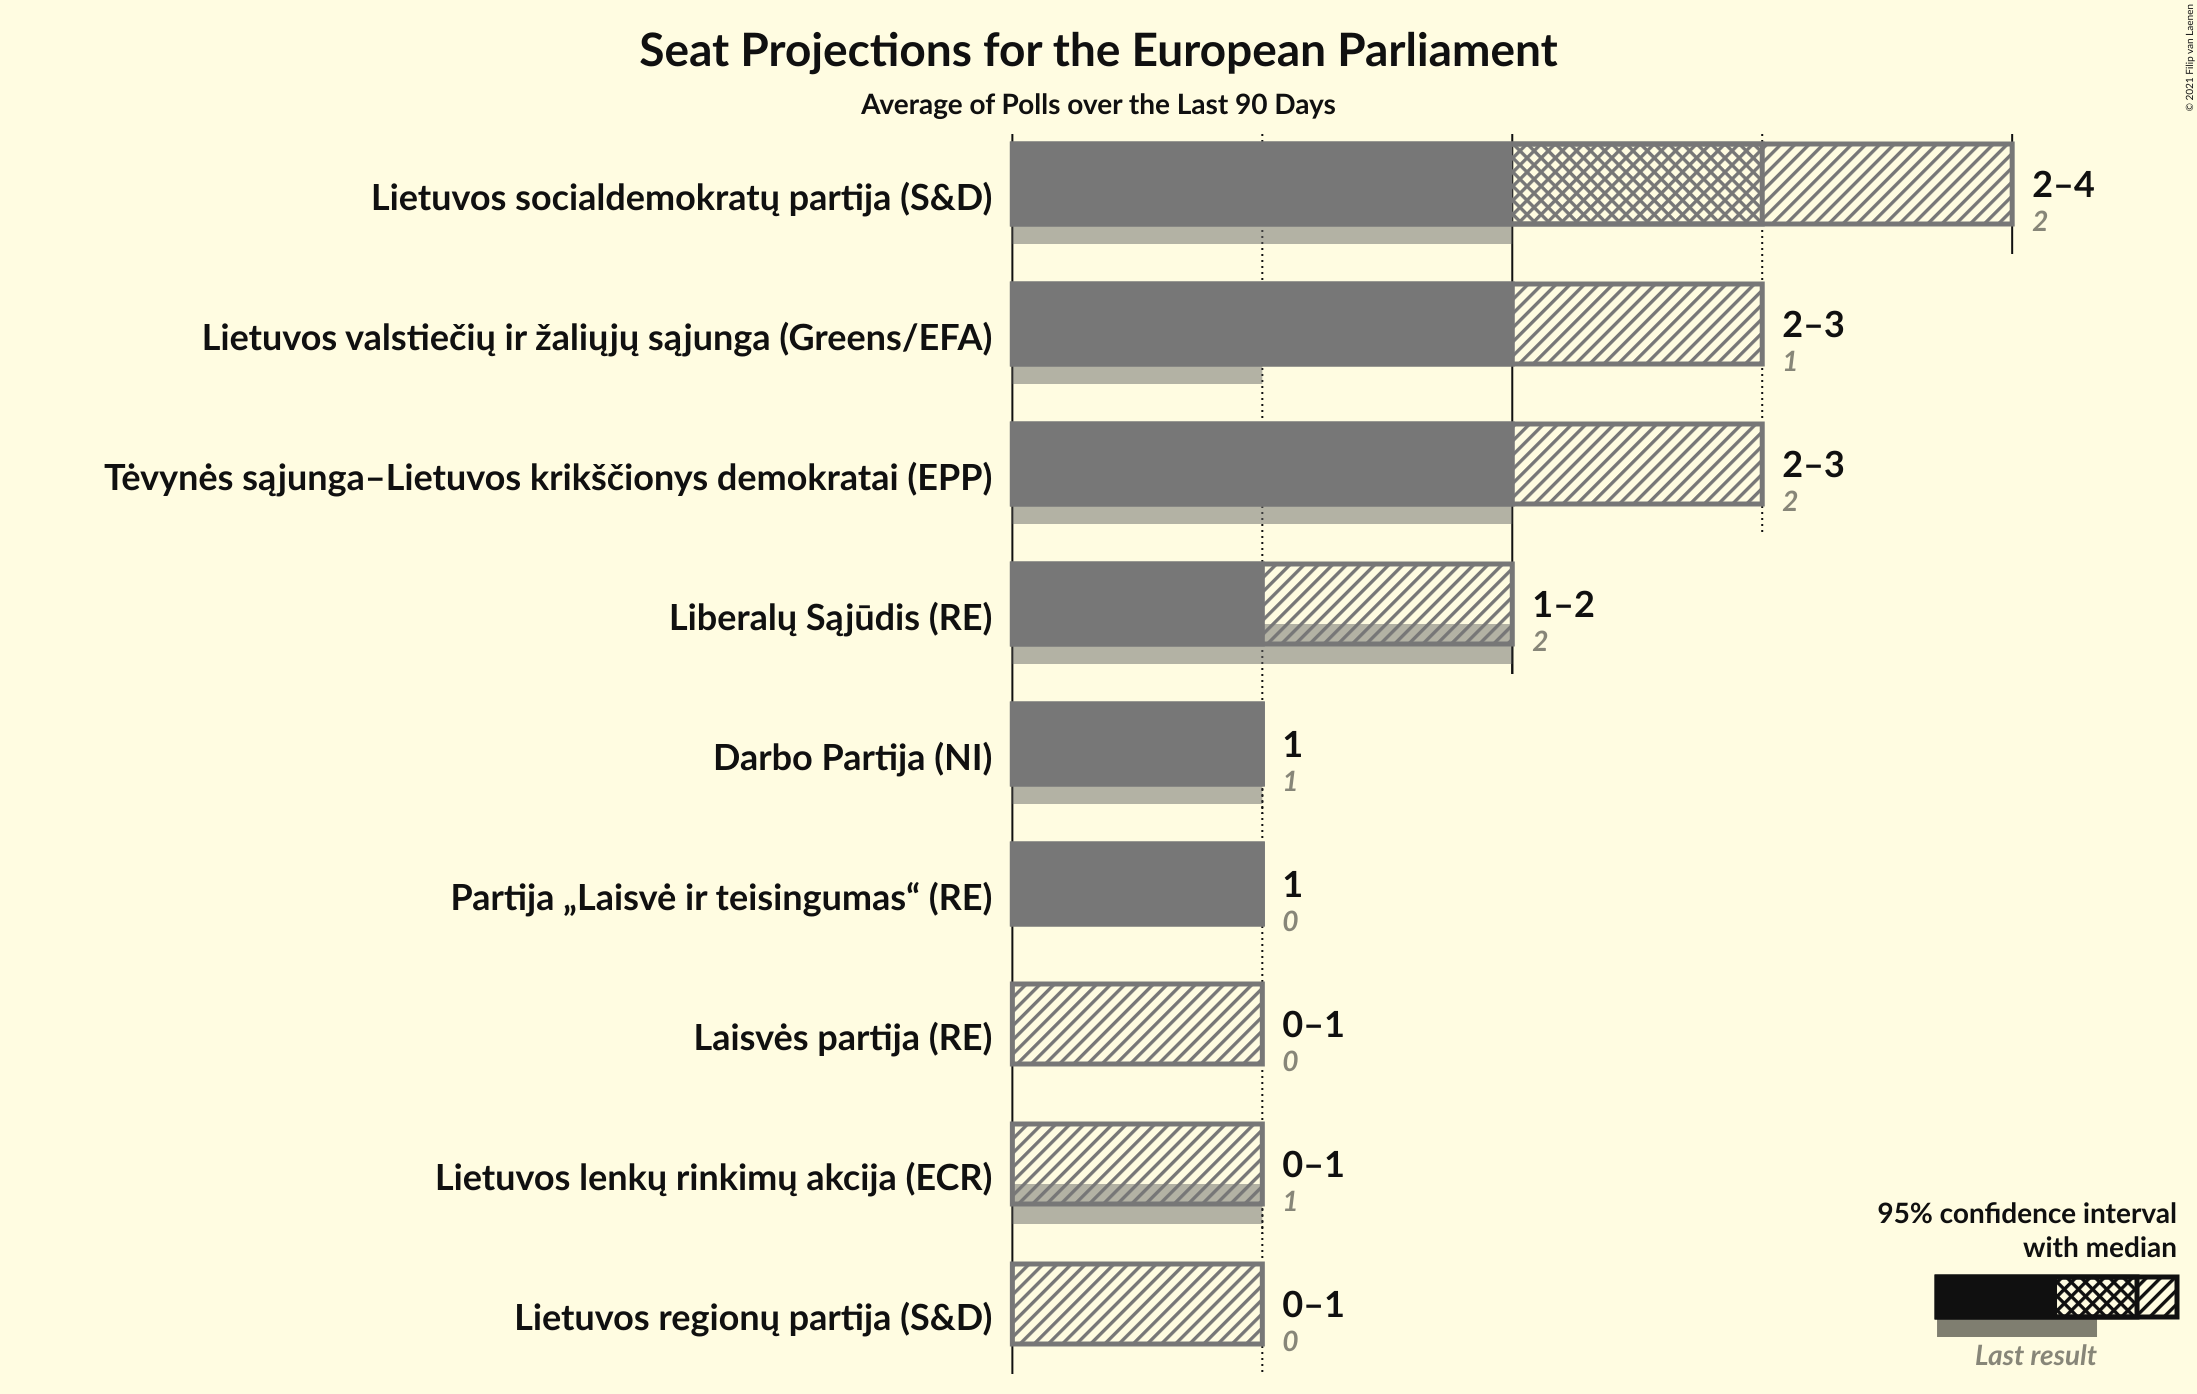 Seat Projections for the European Parliament
Average of Polls over the Last 90 Days
© 2021 Filip van Laenen
Lietuvos socialdemokratų partija (S&D)
2–4
2
Lietuvos valstiečių ir žaliųjų sąjunga (Greens/EFA)
2–3
1
Tėvynės sąjunga–Lietuvos krikščionys demokratai (EPP)
2–3
2
Liberalų Sąjūdis (RE)
1–2
2
Darbo Partija (NI)
1
1
Partija „Laisvė ir teisingumas“ (RE)
1
0
Laisvės partija (RE)
0–1
0
Lietuvos lenkų rinkimų akcija (ECR)
0–1
1
Lietuvos regionų partija (S&D)
0–1
0
95% confidence interval
with median
Last result